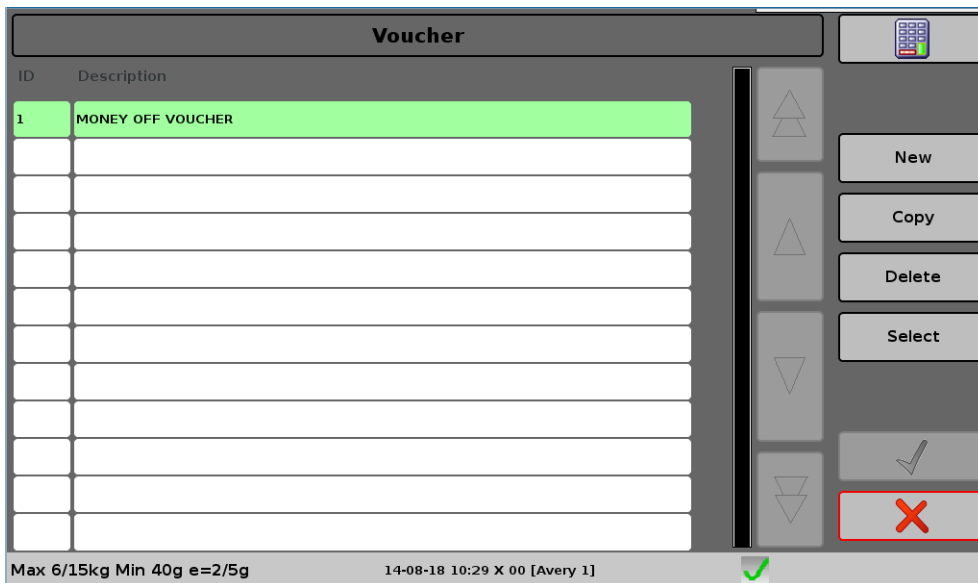 Voucher
ID Description
1 MONEY OFF VOUCHER
New
Copy
Delete
Select
Max 6/15kg Min 40g e=2/5g 14-08-18 10:29 X 00 [Avery 1]